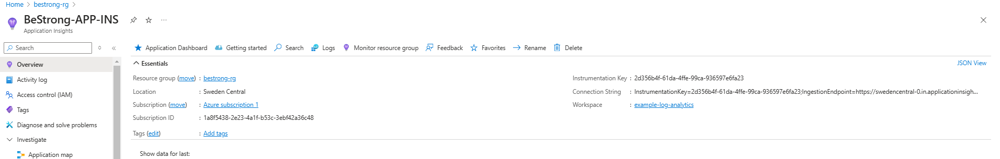 Home > bestrong-rg >
BeStrong-APP-INS
Application Insights
Search
Overview
Activity log
Access control (IAM)
Tags
Diagnose and solve problems
Investigate
Application map
Application Dashboard Getting started Search Logs Monitor resource group Feedback Favorites Rename Delete
Essentials
JSON View
Resource group (move) : bestrong-rg
Location : Sweden Central
Subscription (move) : Azure subscription 1
Subscription ID : 1a8f5438-2e23-4a1f-b53c-3ebf42a36c48
Tags (edit) : Add tags
Instrumentation Key : 2d356b4f-61da-4ffe-99ca-936597e6fa23
Connection String : InstrumentationKey=2d356b4f-61da-4ffe-99ca-936597e6fa23;IngestionEndpoint=https://swedencentral-0.in.applicationinsigh...
Workspace : example-log-analytics
Show data for last: